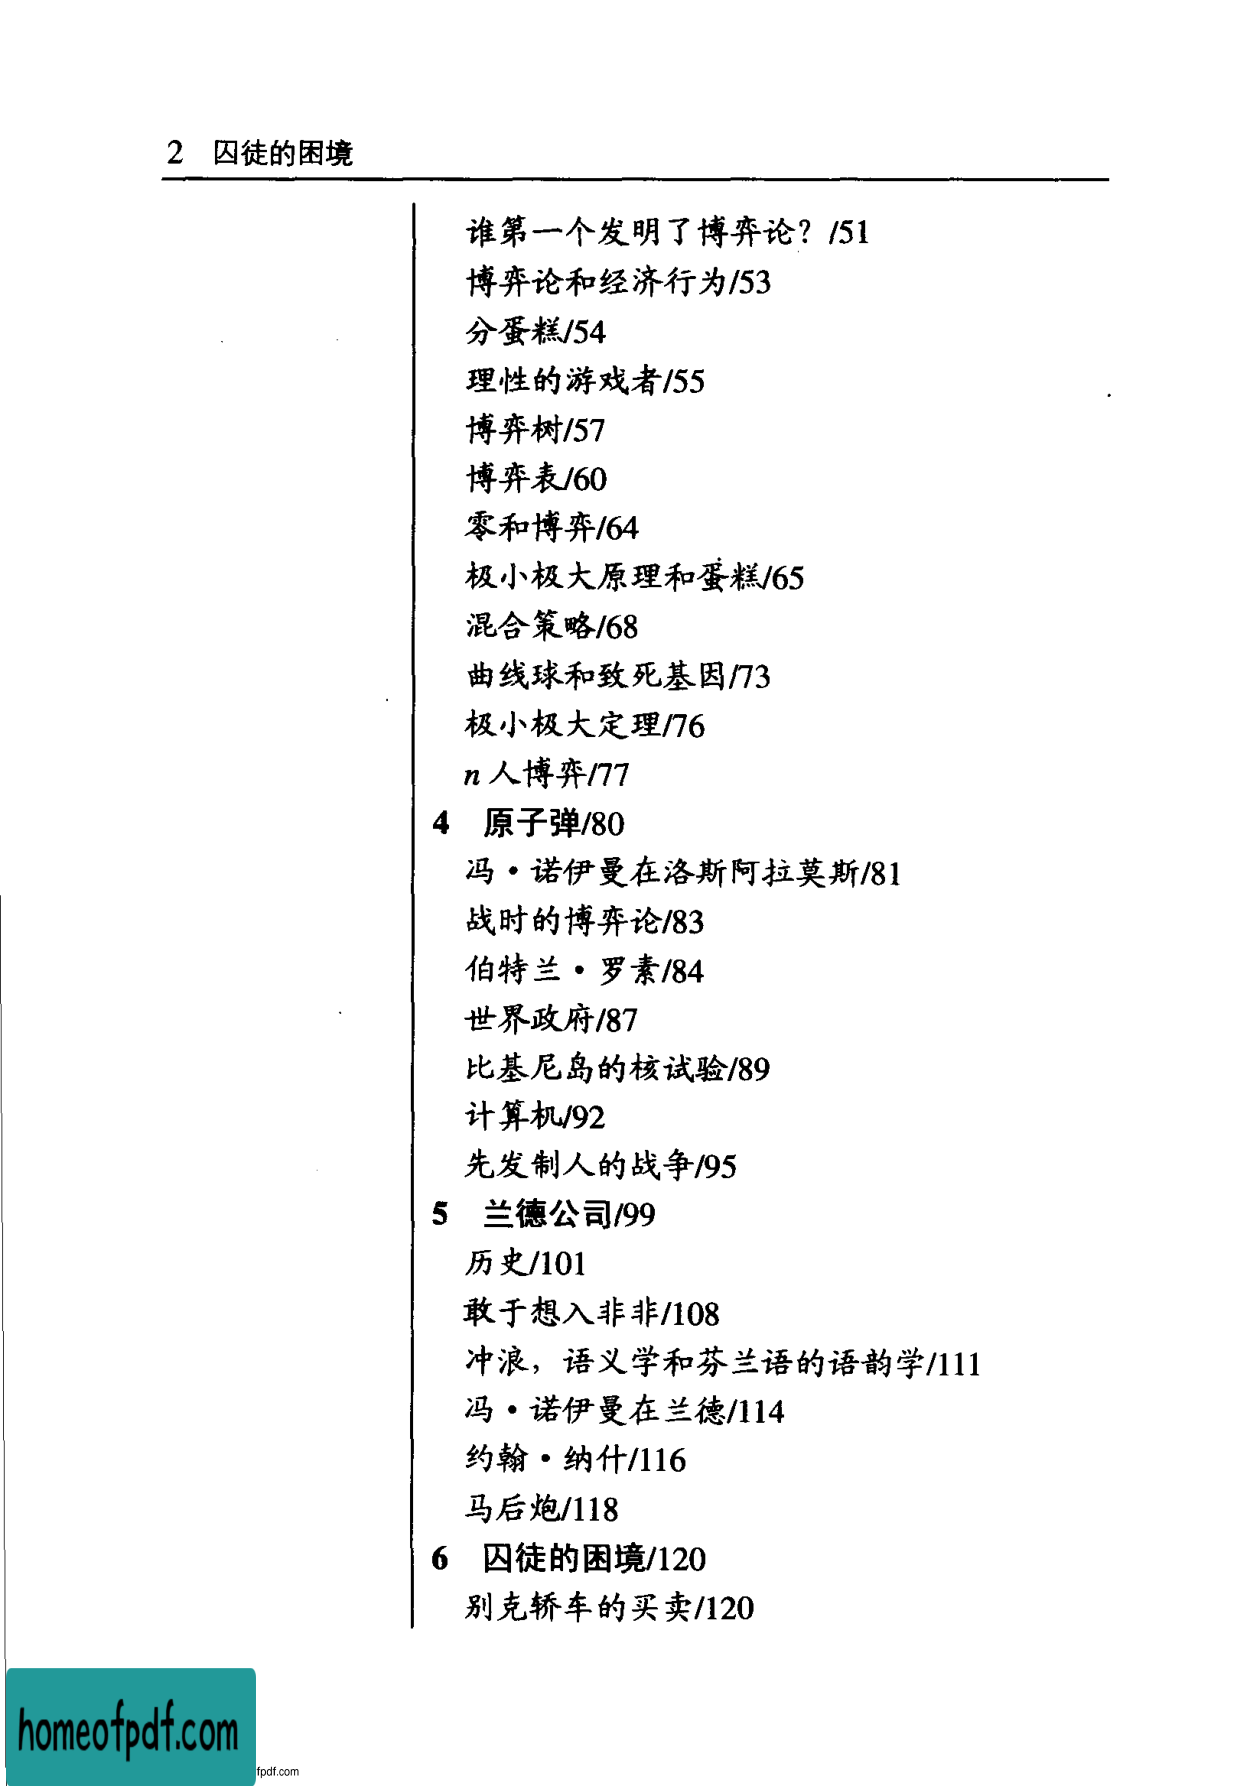 2 囚徒的困境
谁第一个发明了博弈论？/51
博弈论和经济行为/53
分蛋糕/54
理性的游戏者/55
博弈树/57
博弈表/60
零和博弈/64
极小极大原理和蛋糕/65
混合策略/68
曲线球和致死基因/73
极小极大定理/76
n 人博弈/77
4 原子弹/80
冯·诺伊曼在洛斯阿拉莫斯/81
战时的博弈论/83
伯特兰·罗素/84
世界政府/87
比基尼岛的核试验/89
计算机/92
先发制人的战争/95
5 兰德公司/99
历史/101
敢于想入非非/108
冲浪，语义学和芬兰语的语韵学/111
冯·诺伊曼在兰德/114
约翰·纳什/116
马后炮/118
6 囚徒的困境/120
别克轿车的买卖/120
homeofpdf.com
fpdf.com